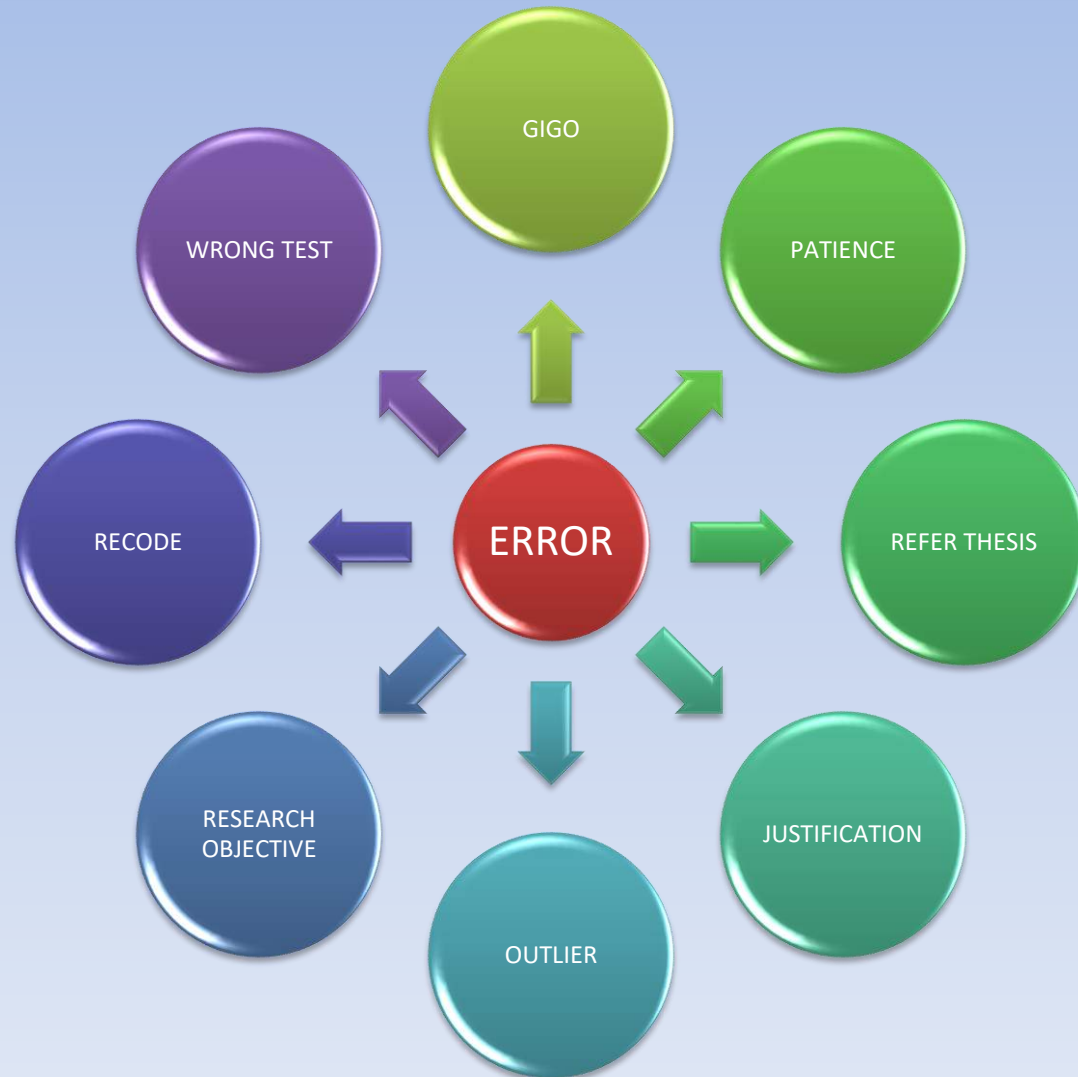 GIGO
WRONG TEST
PATIENCE
RECODE
ERROR
REFER THESIS
RESEARCH
OBJECTIVE
JUSTIFICATION
OUTLIER